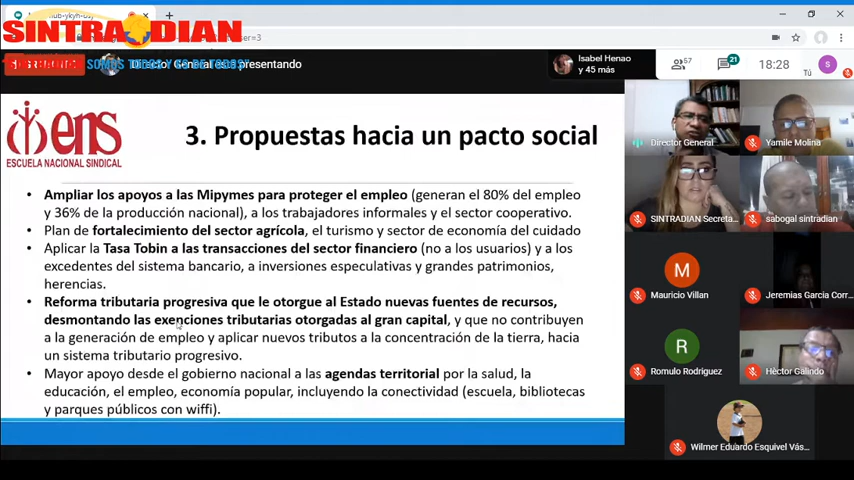 SINTRADIAN
Director General está presentando
Isabel Henao
y 45 más
57
21
18:28
S
Tú
ens
ESCUELA NACIONAL SINDICAL
3. Propuestas hacia un pacto social
• Ampliar los apoyos a las Mipymes para proteger el empleo (generan el 80% del empleo
y 36% de la producción nacional), a los trabajadores informales y el sector cooperativo.
• Plan de fortalecimiento del sector agrícola, el turismo y sector de economía del cuidado
• Aplicar la Tasa Tobin a las transacciones del sector financiero (no a los usuarios) y a los
excedentes del sistema bancario, a inversiones especulativas y grandes patrimonios,
herencias.
• Reforma tributaria progresiva que le otorgue al Estado nuevas fuentes de recursos,
desmontando las exenciones tributarias otorgadas al gran capital, y que no contribuyen
a la generación de empleo y aplicar nuevos tributos a la concentración de la tierra, hacia
un sistema tributario progresivo.
• Mayor apoyo desde el gobierno nacional a las agendas territorial por la salud, la
educación, el empleo, economía popular, incluyendo la conectividad (escuela, bibliotecas
y parques públicos con wiffi).
Director General
Yamile Molina
SINTRADIAN Secreta...
sabogal sintradian
M
Mauricio Villan
Jeremias Garcia Corr...
R
Romulo Rodriguez
Hèctor Galindo
Wilmer Eduardo Esquivel Vás...